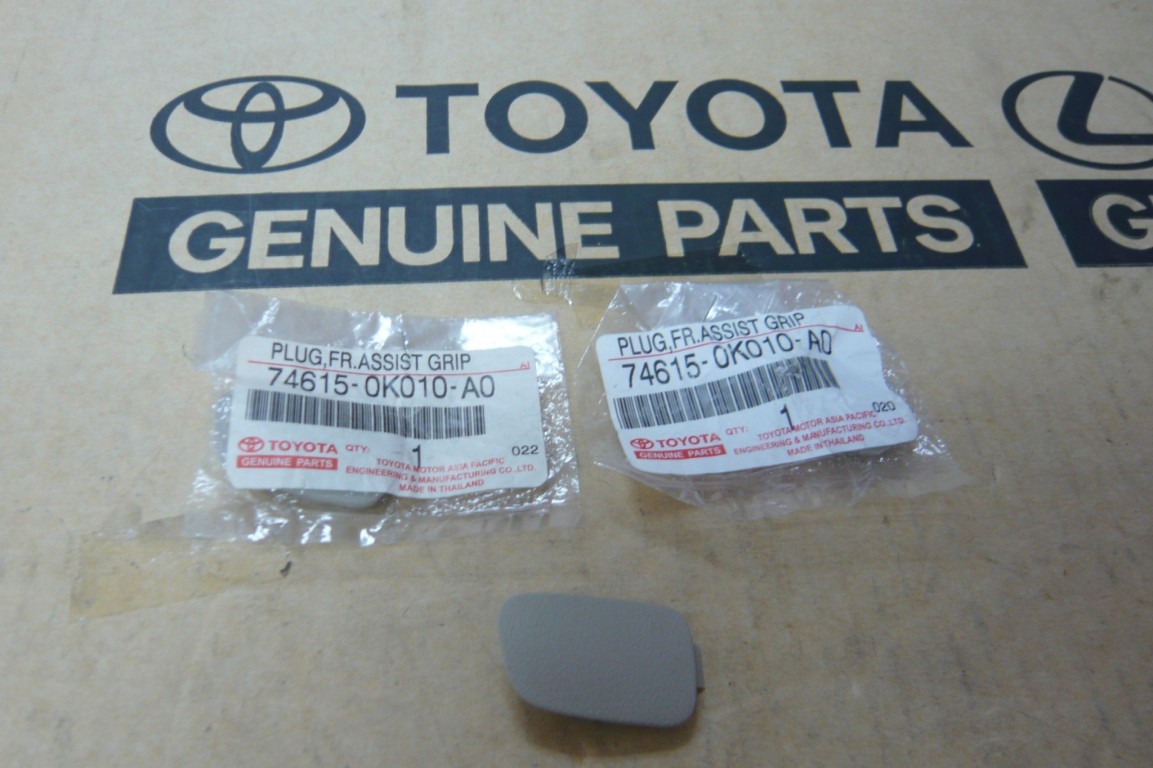 TOYOTA
GENUINE PARTS
PLUG,FR.ASSIST GRIP
AI
74615-0K010-A0
TOYOTA
GENUINE PARTS
QTY:
1
022
TOYOTA MOTOR ASIA PACIFIC
ENGINEERING & MANUFACTURING CO.,LTD.
MADE IN THAILAND
PLUG,FR.ASSIST GRIP
AI
74615-0K010-A0
TOYOTA
GENUINE PARTS
QTY:
1
020
TOYOTA MOTOR ASIA PACIFIC
ENGINEERING & MANUFACTURING CO.,LTD.
MADE IN THAILAND